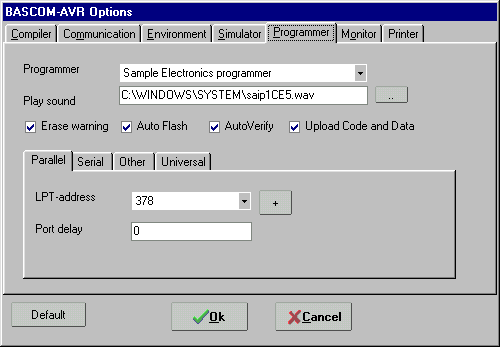 BASCOM-AVR Options
Compiler Communication Environment Simulator Programmer Monitor Printer
Programmer Sample Electronics programmer
Play sound C:\WINDOWS\SYSTEM\saip1CE5.wav ..
Erase warning Auto Flash AutoVerify Upload Code and Data
Parallel Serial Other Universal
LPT-address 378 +
Port delay 0
Default Ok Cancel